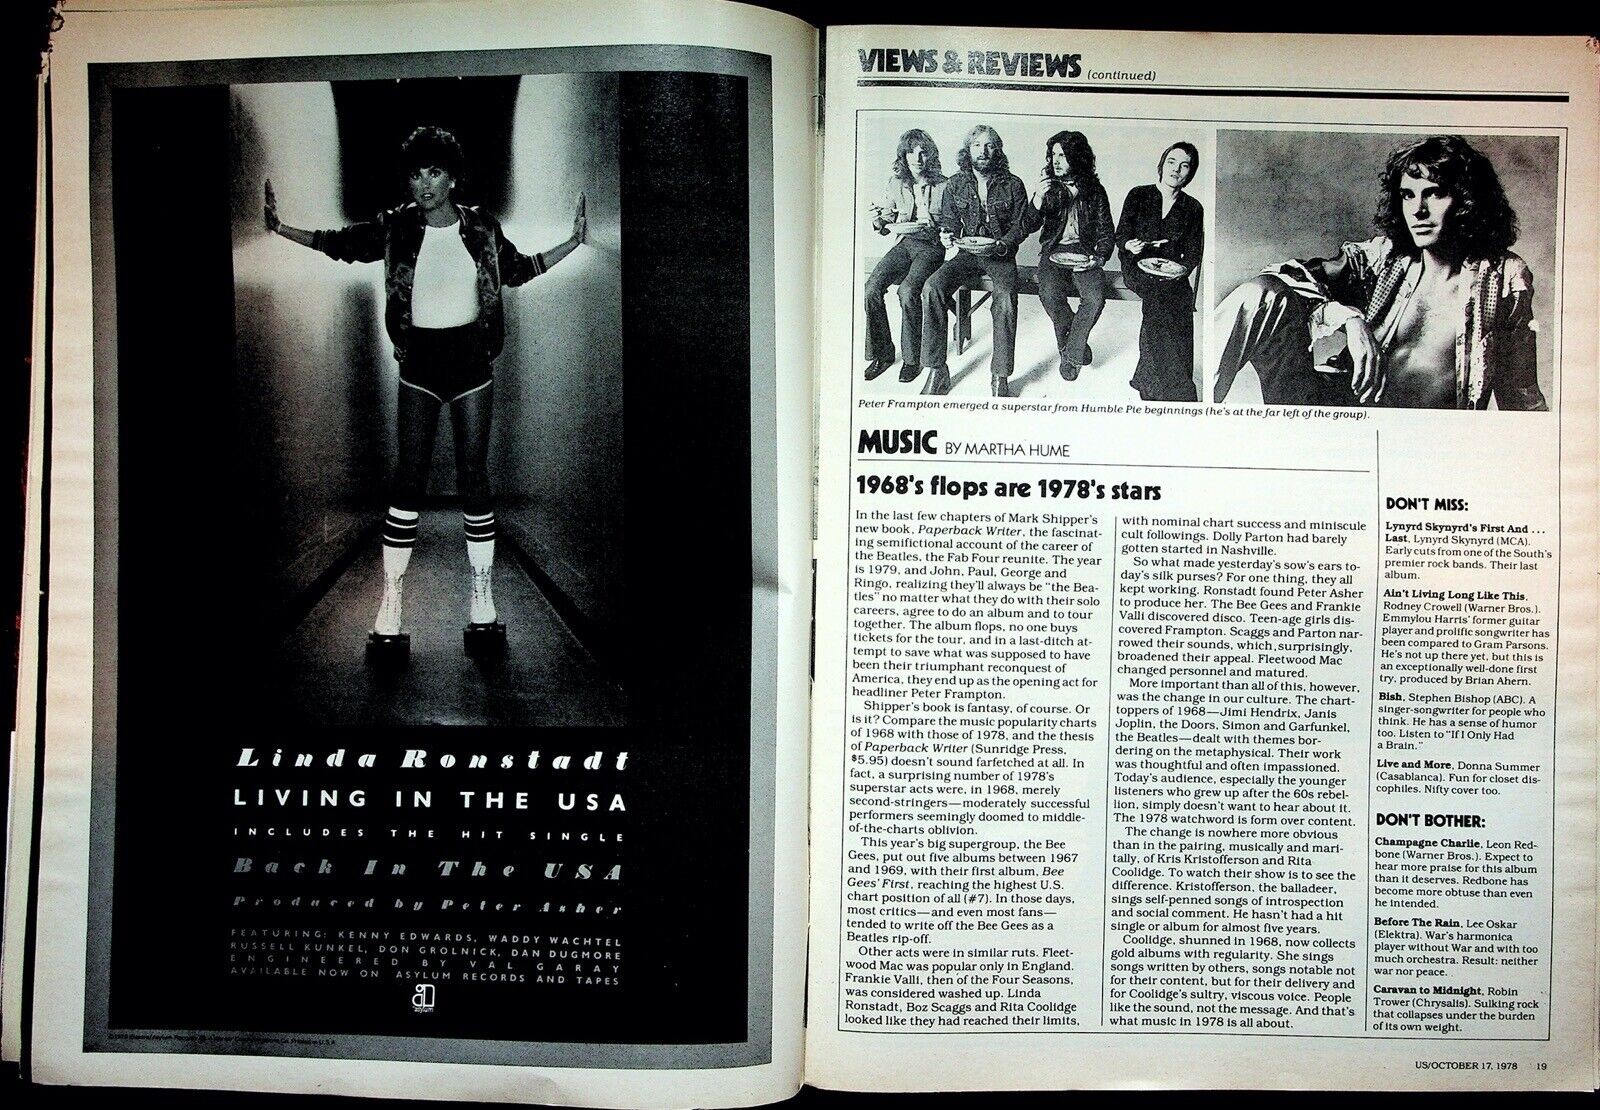 Linda Ronstadt
LIVING IN THE USA
INCLUDES THE HIT SINGLE
Back In The USA
Produced by Peter Asher
FEATURING: KENNY EDWARDS, WADDY WACHTEL
RUSSELL KUNKEL, DON GROLNICK, DAN DUGMORE
ENGINEERED BY VAL GARAY
AVAILABLE NOW ON ASYLUM RECORDS AND TAPES
asylum
VIEWS & REVIEWS (continued)
Peter Frampton emerged a superstar from Humble Pie beginnings (he's at the far left of the group).
MUSIC BY MARTHA HUME
1968's flops are 1978's stars
In the last few chapters of Mark Shipper's
new book, Paperback Writer, the fascinat-
ing semifictional account of the career of
the Beatles, the Fab Four reunite. The year
is 1979, and John, Paul, George and
Ringo, realizing they'll always be "the Bea-
tles" no matter what they do with their solo
careers, agree to do an album and to tour
together. The album flops, no one buys
tickets for the tour, and in a last-ditch at-
tempt to save what was supposed to have
been their triumphant reconquest of
America, they end up as the opening act for
headliner Peter Frampton.
Shipper's book is fantasy, of course. Or
is it? Compare the music popularity charts
of 1968 with those of 1978, and the thesis
of Paperback Writer (Sunridge Press,
$5.95) doesn't sound farfetched at all. In
fact, a surprising number of 1978's
superstar acts were, in 1968, merely
second-stringers—moderately successful
performers seemingly doomed to middle-
of-the-charts oblivion.
This year's big supergroup, the Bee
Gees, put out five albums between 1967
and 1969, with their first album, Bee
Gees' First, reaching the highest U.S.
chart position of all (#7). In those days,
most critics—and even most fans—
tended to write off the Bee Gees as a
Beatles rip-off.
Other acts were in similar ruts. Fleet-
wood Mac was popular only in England.
Frankie Valli, then of the Four Seasons,
was considered washed up. Linda
Ronstadt, Boz Scaggs and Rita Coolidge
looked like they had reached their limits,
with nominal chart success and miniscule
cult followings. Dolly Parton had barely
gotten started in Nashville.
So what made yesterday's sow's ears to-
day's silk purses? For one thing, they all
kept working. Ronstadt found Peter Asher
to produce her. The Bee Gees and Frankie
Valli discovered disco. Teen-age girls dis-
covered Frampton. Scaggs and Parton nar-
rowed their sounds, which, surprisingly,
broadened their appeal. Fleetwood Mac
changed personnel and matured.
More important than all of this, however,
was the change in our culture. The chart-
toppers of 1968—Jimi Hendrix, Janis
Joplin, the Doors, Simon and Garfunkel,
the Beatles—dealt with themes bor-
dering on the metaphysical. Their work
was thoughtful and often impassioned.
Today's audience, especially the younger
listeners who grew up after the 60s rebel-
lion, simply doesn't want to hear about it.
The 1978 watchword is form over content.
The change is nowhere more obvious
than in the pairing, musically and mari-
tally, of Kris Kristofferson and Rita
Coolidge. To watch their show is to see the
difference. Kristofferson, the balladeer,
sings self-penned songs of introspection
and social comment. He hasn't had a hit
single or album for almost five years.
Coolidge, shunned in 1968, now collects
gold albums with regularity. She sings
songs written by others, songs notable not
for their content, but for their delivery and
for Coolidge's sultry, viscous voice. People
like the sound, not the message. And that's
what music in 1978 is all about.
DON'T MISS:
Lynyrd Skynyrd's First And ...
Last, Lynyrd Skynyrd (MCA).
Early cuts from one of the South's
premier rock bands. Their last
album.
Ain't Living Long Like This,
Rodney Crowell (Warner Bros.).
Emmylou Harris' former guitar
player and prolific songwriter has
been compared to Gram Parsons.
He's not up there yet, but this is
an exceptionally well-done first
try, produced by Brian Ahern.
Bish, Stephen Bishop (ABC). A
singer-songwriter for people who
think. He has a sense of humor
too. Listen to "If I Only Had
a Brain."
Live and More, Donna Summer
(Casablanca). Fun for closet dis-
cophiles. Nifty cover too.
DON'T BOTHER:
Champagne Charlie, Leon Red-
bone (Warner Bros.). Expect to
hear more praise for this album
than it deserves. Redbone has
become more obtuse than even
he intended.
Before The Rain, Lee Oskar
(Elektra). War's harmonica
player without War and with too
much orchestra. Result: neither
war nor peace.
Caravan to Midnight, Robin
Trower (Chrysalis). Sulking rock
that collapses under the burden
of its own weight.
US/OCTOBER 17, 1978 19